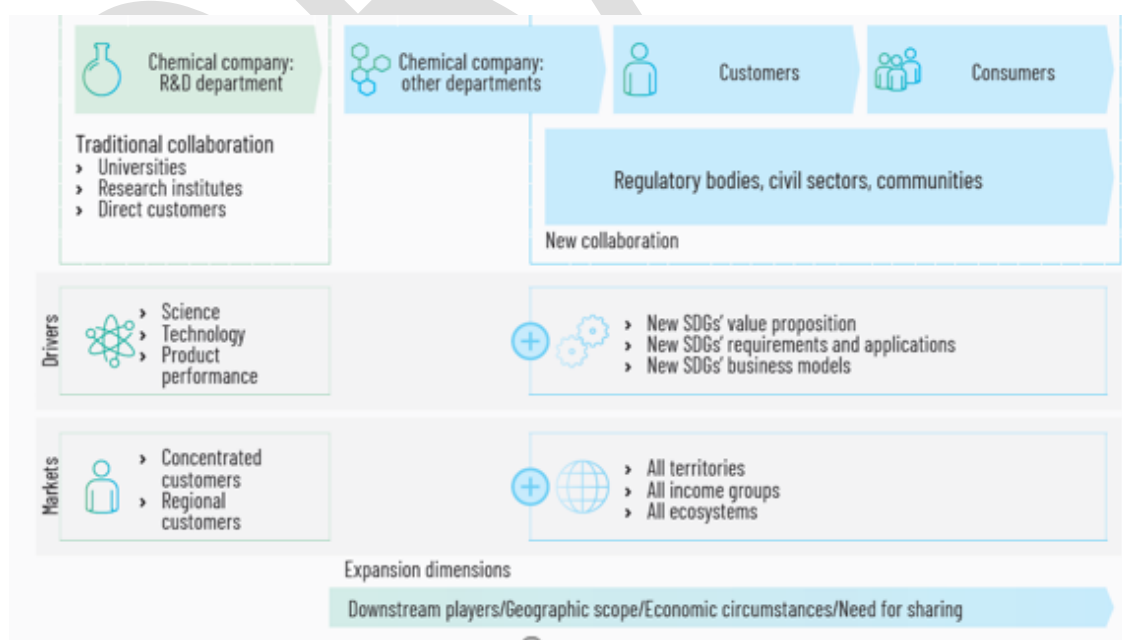 Chemical company:
R&D department
Chemical company:
other departments
Customers
Consumers
Traditional collaboration
› Universities
› Research institutes
› Direct customers
Regulatory bodies, civil sectors, communities
New collaboration
Drivers
› Science
› Technology
› Product
performance
› New SDGs' value proposition
› New SDGs' requirements and applications
› New SDGs' business models
Markets
› Concentrated
customers
› Regional
customers
› All territories
› All income groups
› All ecosystems
Expansion dimensions
Downstream players/Geographic scope/Economic circumstances/Need for sharing